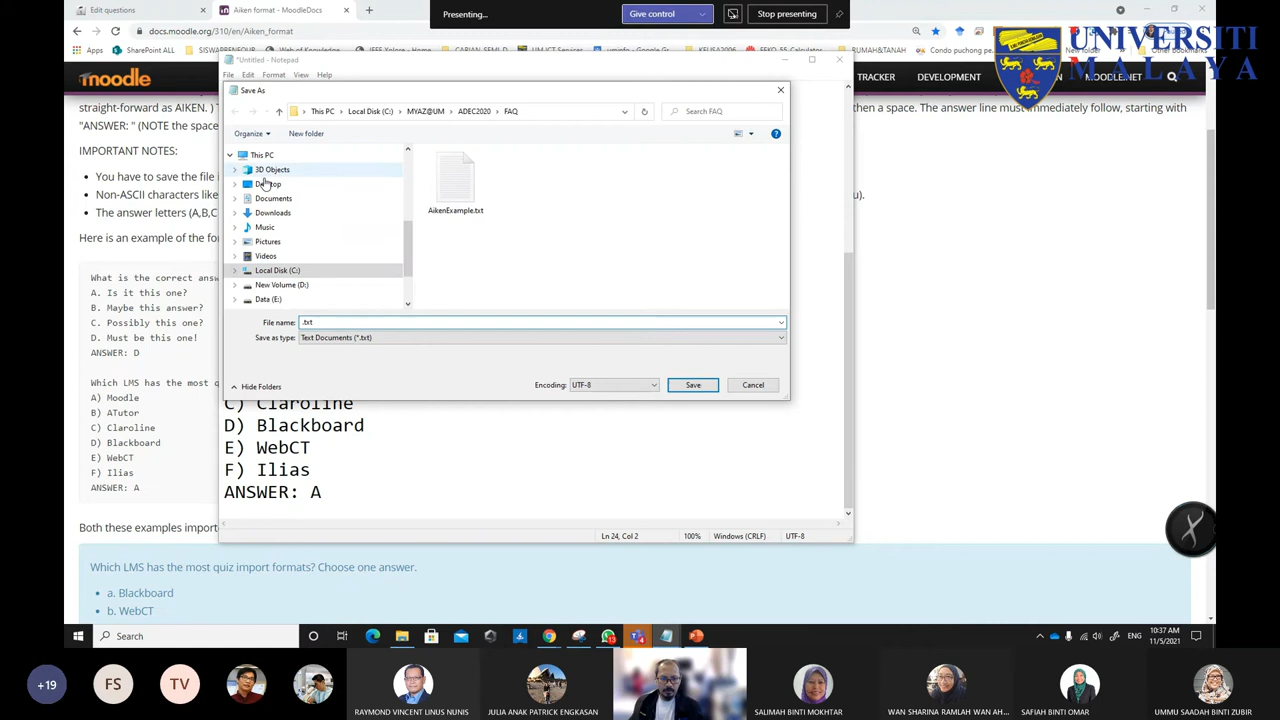 Edit questions
Aiken format - MoodleDocs
Presenting...
Give control
Stop presenting
docs.moodle.org/310/en/Aiken_format
Apps
SharePoint ALL
RUMAH&TANAH
New folder
UNIVERSITI
MALAYA
moodle
TRACKER
DEVELOPMENT
MOODLE.NET
*Untitled - Notepad
File Edit Format View Help
straight-forward as AIKEN. )
then a space. The answer line must immediately follow, starting with
"ANSWER: " (NOTE the space
IMPORTANT NOTES:
You have to save the file
Non-ASCII characters like
The answer letters (A,B,C
Here is an example of the fo
What is the correct answ
A. Is it this one?
B. Maybe this answer?
C. Possibly this one?
D. Must be this one!
ANSWER: D
Which LMS has the most q
A) Moodle
B) ATutor
C) Claroline
D) Blackboard
E) WebCT
F) Ilias
ANSWER: A
Save As
This PC > Local Disk (C:) > MYAZ@UM > ADEC2020 > FAQ
Search FAQ
Organize
New folder
This PC
3D Objects
Desktop
Documents
Downloads
Music
Pictures
Videos
Local Disk (C:)
New Volume (D:)
Data (E:)
AikenExample.txt
File name: .txt
Save as type: Text Documents (*.txt)
Hide Folders
Encoding: UTF-8
Save
Cancel
C) Claroline
D) Blackboard
E) WebCT
F) Ilias
ANSWER: A
Ln 24, Col 2
100%
Windows (CRLF)
UTF-8
Both these examples import
Which LMS has the most quiz import formats? Choose one answer.
a. Blackboard
b. WebCT
Search
ENG
10:37 AM
11/5/2021
+19
FS
TV
RAYMOND VINCENT LINUS NUNIS
JULIA ANAK PATRICK ENGKASAN
SALIMAH BINTI MOKHTAR
WAN SHARINA RAMLAH WAN AH...
SAFIAH BINTI OMAR
UMMU SAADAH BINTI ZUBIR